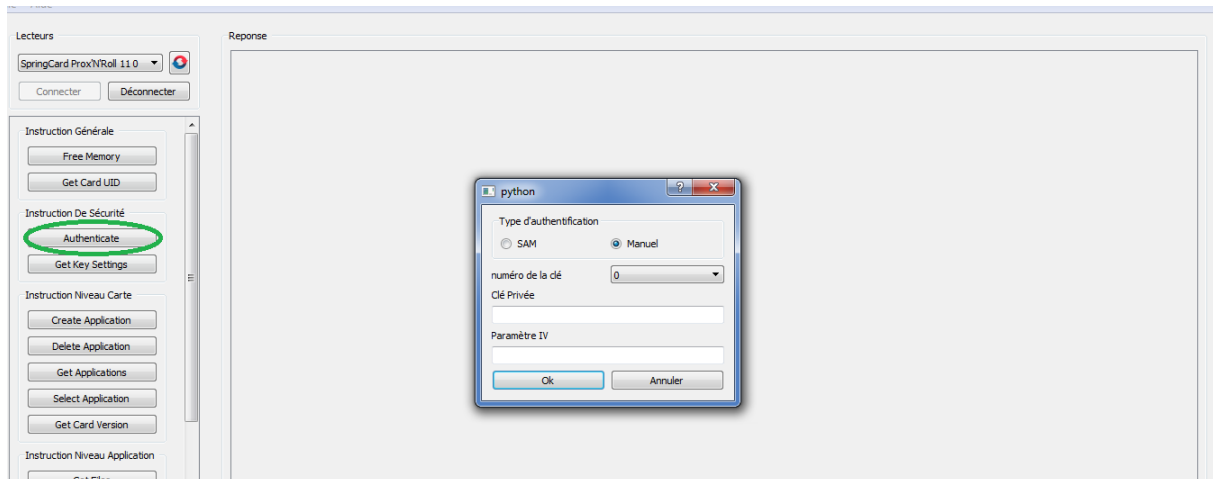 Lecteurs
SpringCard Prox'N'Roll 11 0
Connecter
Déconnecter
Instruction Générale
Free Memory
Get Card UID
Instruction De Sécurité
Authenticate
Get Key Settings
Instruction Niveau Carte
Create Application
Delete Application
Get Applications
Select Application
Get Card Version
Instruction Niveau Application
Reponse
python
Type d'authentification
SAM
Manuel
numéro de la clé
0
Clé Privée
Paramètre IV
Ok
Annuler